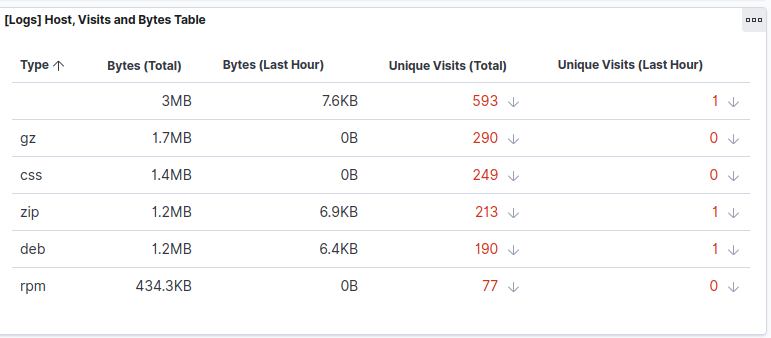 [Logs] Host, Visits and Bytes Table
Type ↑ Bytes (Total) Bytes (Last Hour) Unique Visits (Total) Unique Visits (Last Hour)
3MB 7.6KB 593 ↓ 1 ↓
gz 1.7MB 0B 290 ↓ 0 ↓
css 1.4MB 0B 249 ↓ 0 ↓
zip 1.2MB 6.9KB 213 ↓ 1 ↓
deb 1.2MB 6.4KB 190 ↓ 1 ↓
rpm 434.3KB 0B 77 ↓ 0 ↓